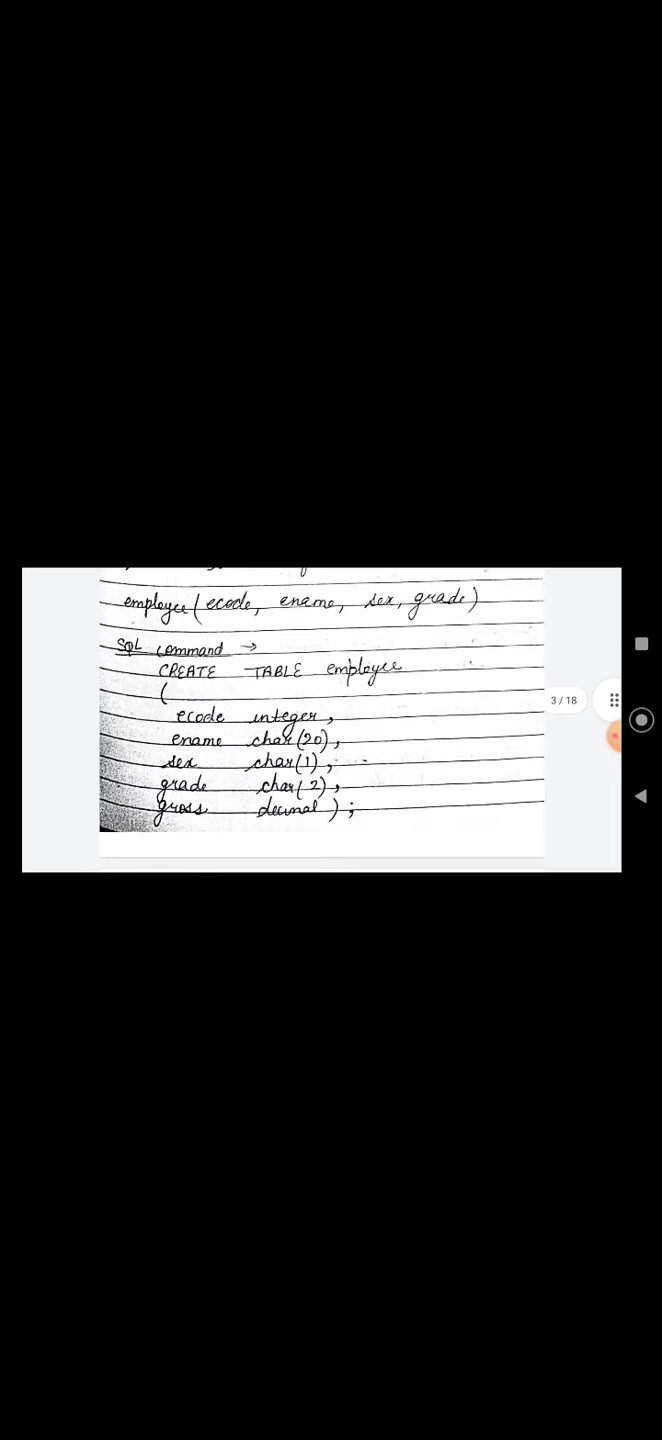 employee(ecode, ename, sex, grade)
SQL command →
CREATE TABLE employee
(
ecode integer,
ename char(20),
sex char(1),
grade char(2),
gross decimal);
3 / 18